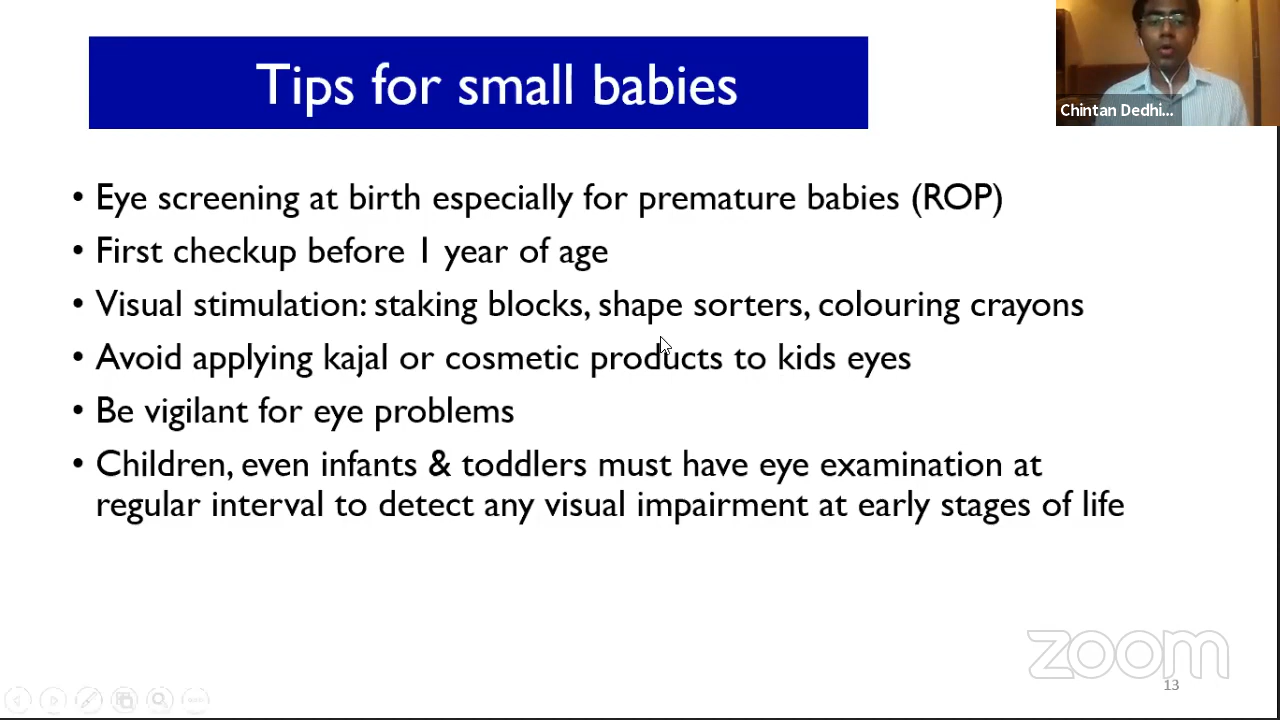 Tips for small babies
Chintan Dedhi...
• Eye screening at birth especially for premature babies (ROP)
• First checkup before 1 year of age
• Visual stimulation: staking blocks, shape sorters, colouring crayons
• Avoid applying kajal or cosmetic products to kids eyes
• Be vigilant for eye problems
• Children, even infants & toddlers must have eye examination at
regular interval to detect any visual impairment at early stages of life
zoom
13